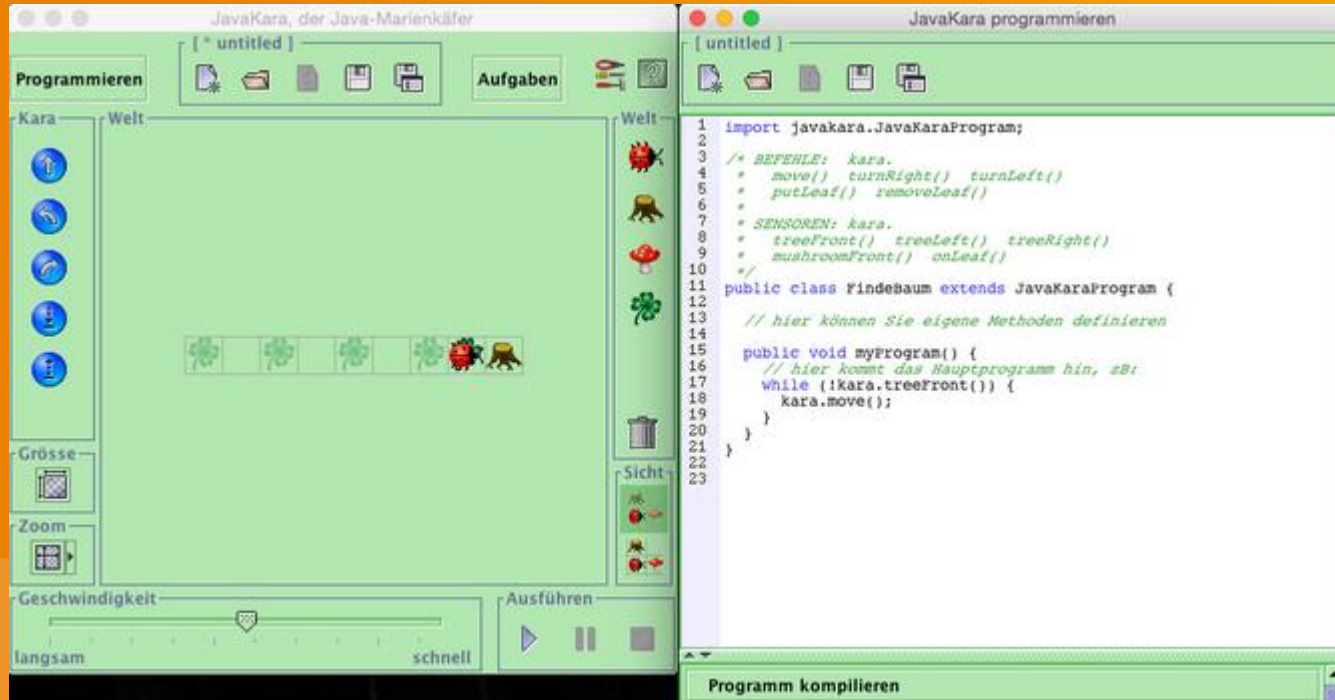 JavaKara, der Java-Marienkäfer
[ * untitled ]
Programmieren
Aufgaben
Kara
Welt
Welt
Grösse
Zoom
Sicht
Geschwindigkeit
langsam
schnell
Ausführen
JavaKara programmieren
[ untitled ]
1 import javakara.JavaKaraProgram;
2
3 /* BEFEHLE: kara.
4 * move() turnRight() turnLeft()
5 * putLeaf() removeLeaf()
6 *
7 * SENSOREN: kara.
8 * treeFront() treeLeft() treeRight()
9 * mushroomFront() onLeaf()
10 */
11 public class FindeBaum extends JavaKaraProgram {
12
13 // hier können Sie eigene Methoden definieren
14
15 public void myProgram() {
16 // hier kommt das Hauptprogramm hin, zB:
17 while (!kara.treeFront()) {
18 kara.move();
19 }
20 }
21 }
22
23
Programm kompilieren